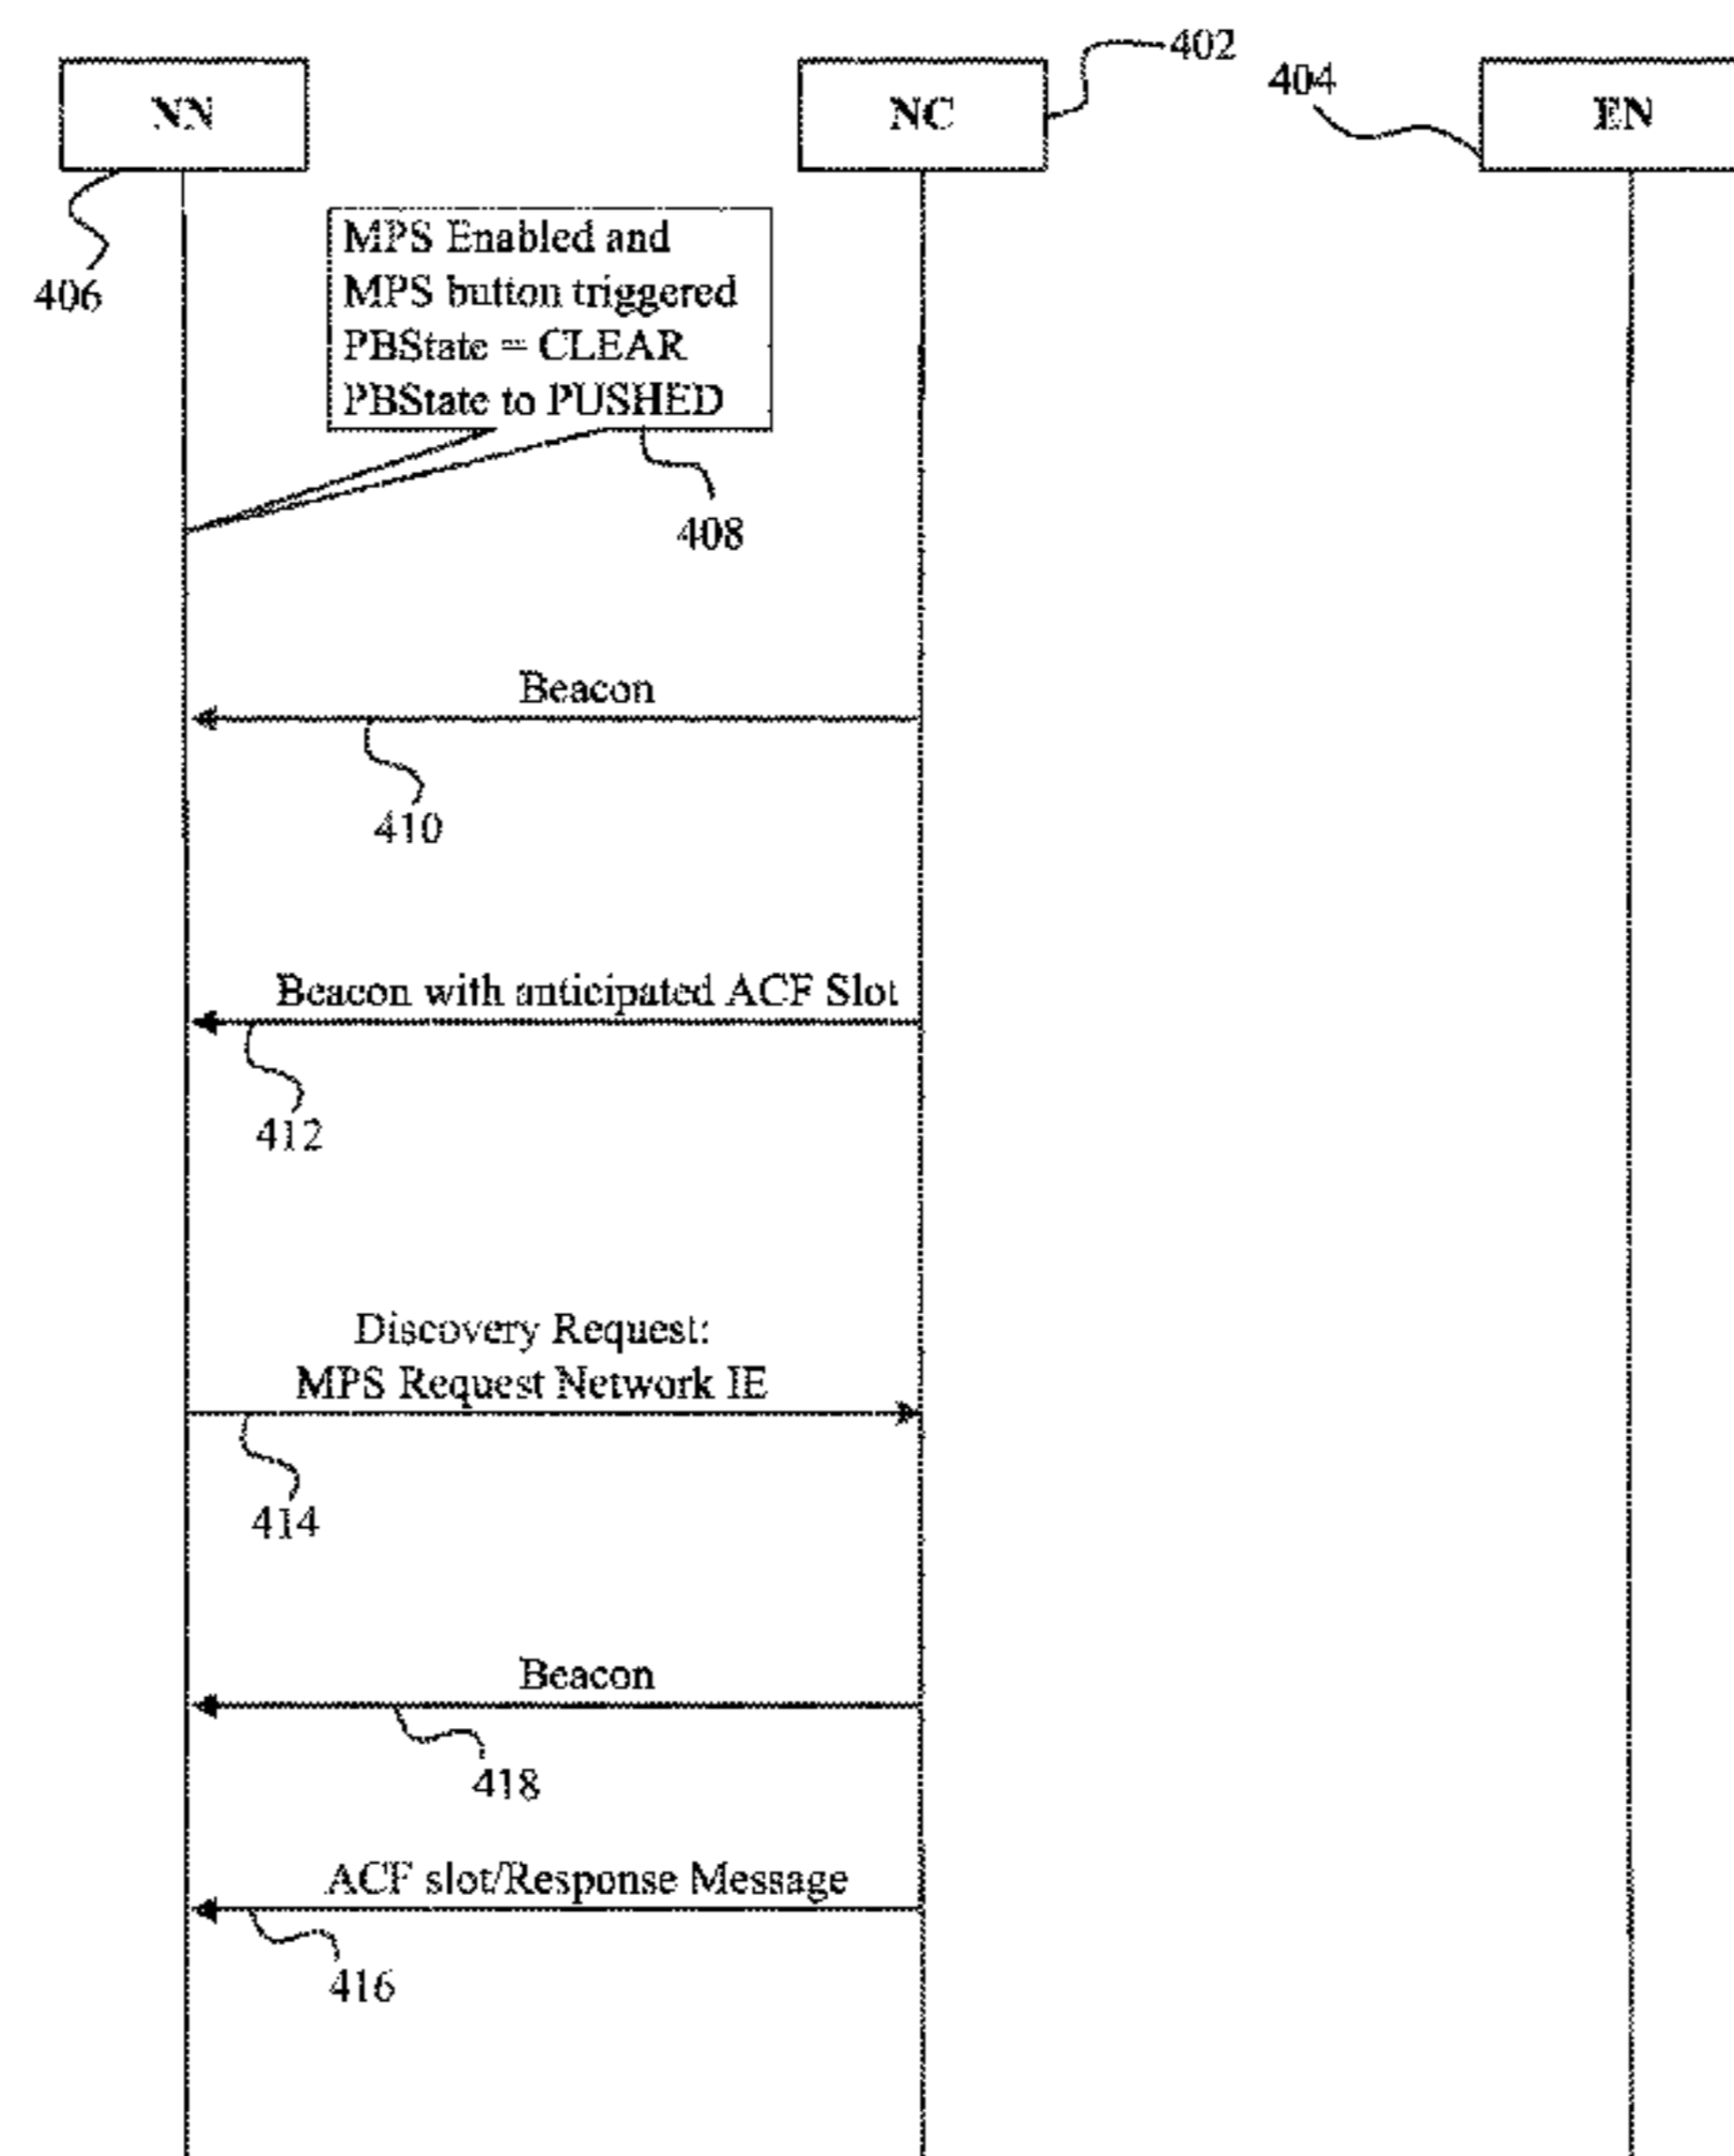 402
404
NN
NC
EN
406
MPS Enabled and
MPS button triggered
PBState = CLEAR
PBState to PUSHED
408
Beacon
410
Beacon with anticipated ACF Slot
412
Discovery Request:
MPS Request Network IE
414
Beacon
418
ACF slot/Response Message
416